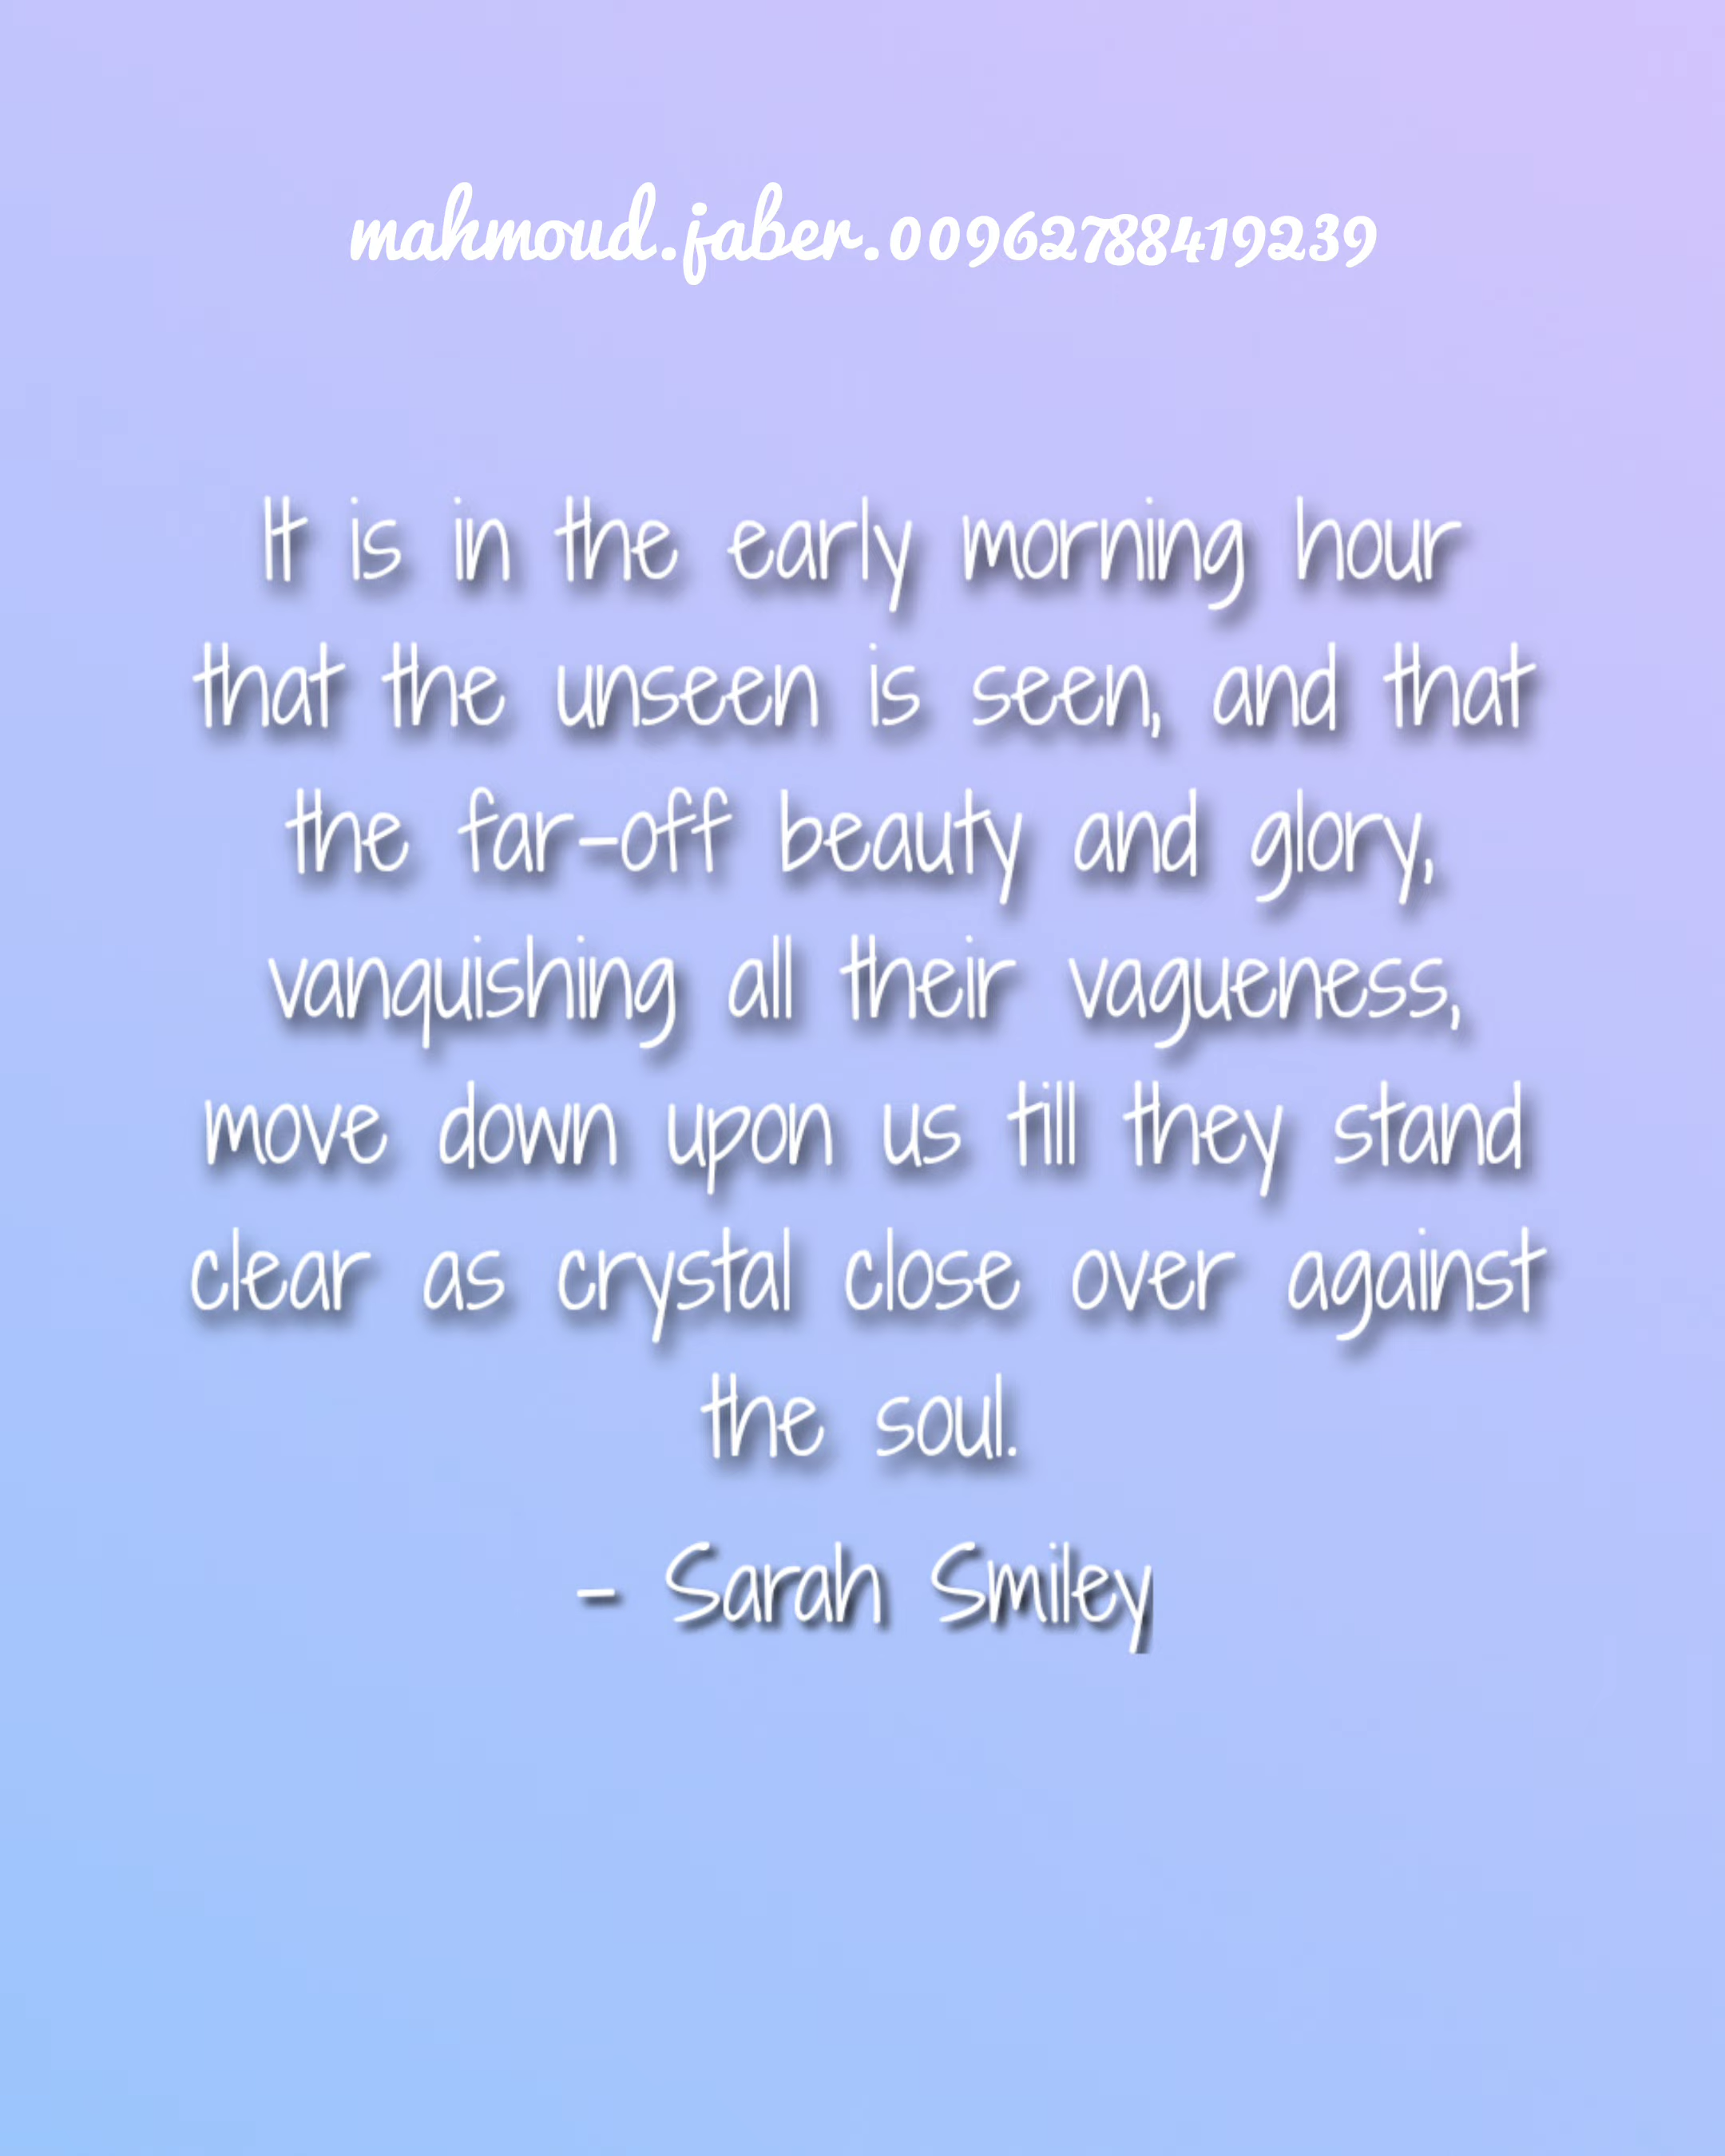 mahmoud.jaber.00962788419239
It is in the early morning hour
that the unseen is seen, and that
the far-off beauty and glory,
vanquishing all their vagueness,
move down upon us till they stand
clear as crystal close over against
the soul.
- Sarah Smiley